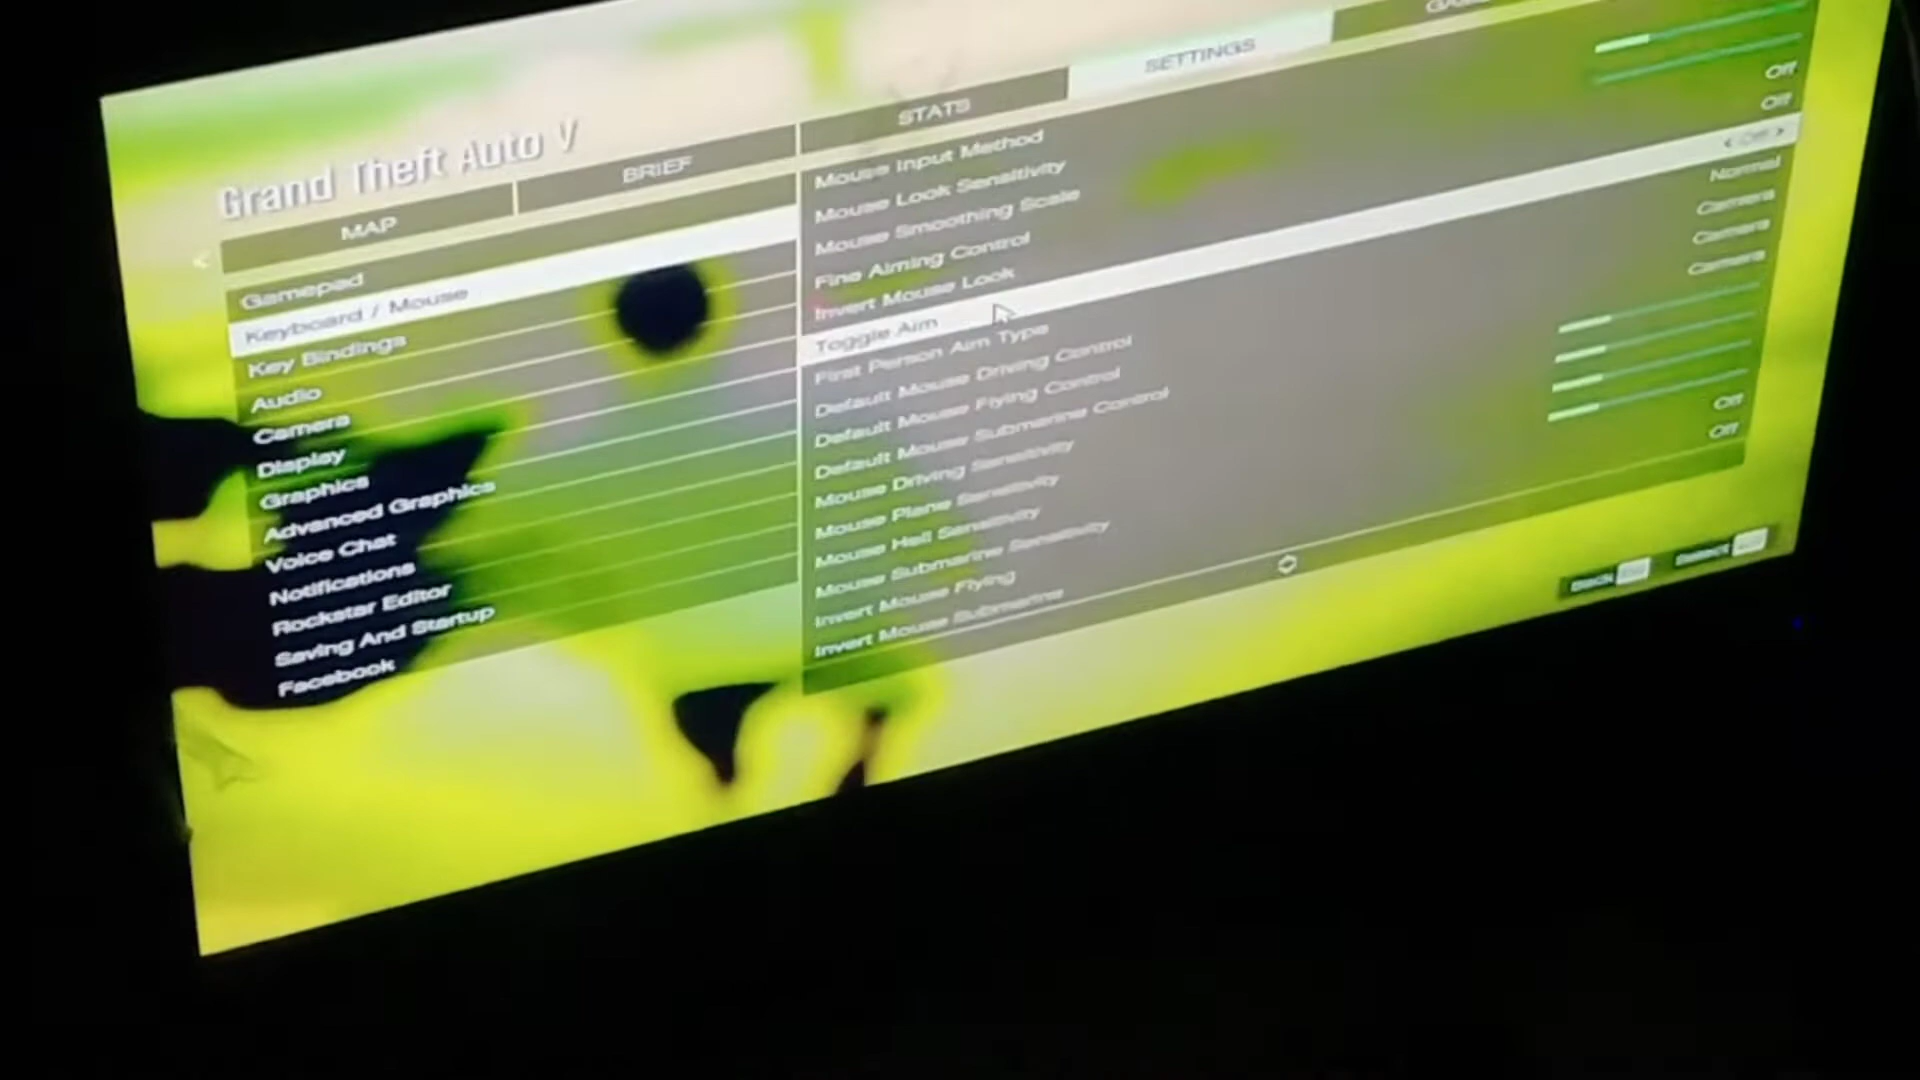 Grand Theft Auto V
MAP
BRIEF
STATS
SETTINGS
Gamepad
Keyboard / Mouse
Key Bindings
Audio
Camera
Display
Graphics
Advanced Graphics
Voice Chat
Notifications
Rockstar Editor
Saving And Startup
Facebook
Mouse Input Method
Mouse Look Sensitivity
Mouse Smoothing Scale
Fine Aiming Control Off
Invert Mouse Look Off
Toggle Aim Off
First Person Aim Type Normal
Default Mouse Driving Control Camera
Default Mouse Flying Control Camera
Default Mouse Submarine Control Camera
Mouse Driving Sensitivity
Mouse Plane Sensitivity
Mouse Heli Sensitivity
Mouse Submarine Sensitivity
Invert Mouse Flying Off
Invert Mouse Submarine Off